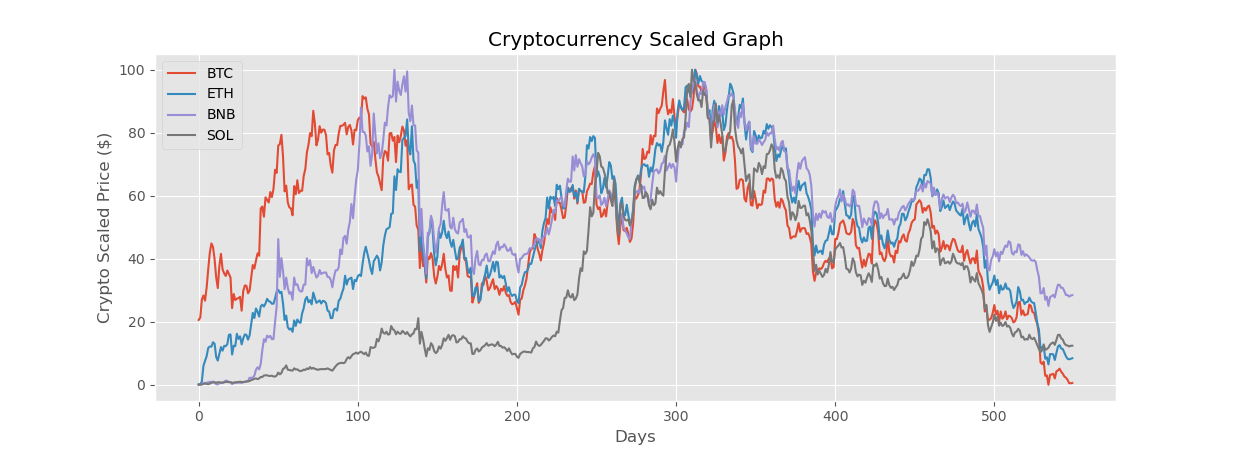 Cryptocurrency Scaled Graph
BTC
ETH
BNB
SOL
Crypto Scaled Price ($)
100
80
60
40
20
0
0 100 200 300 400 500
Days